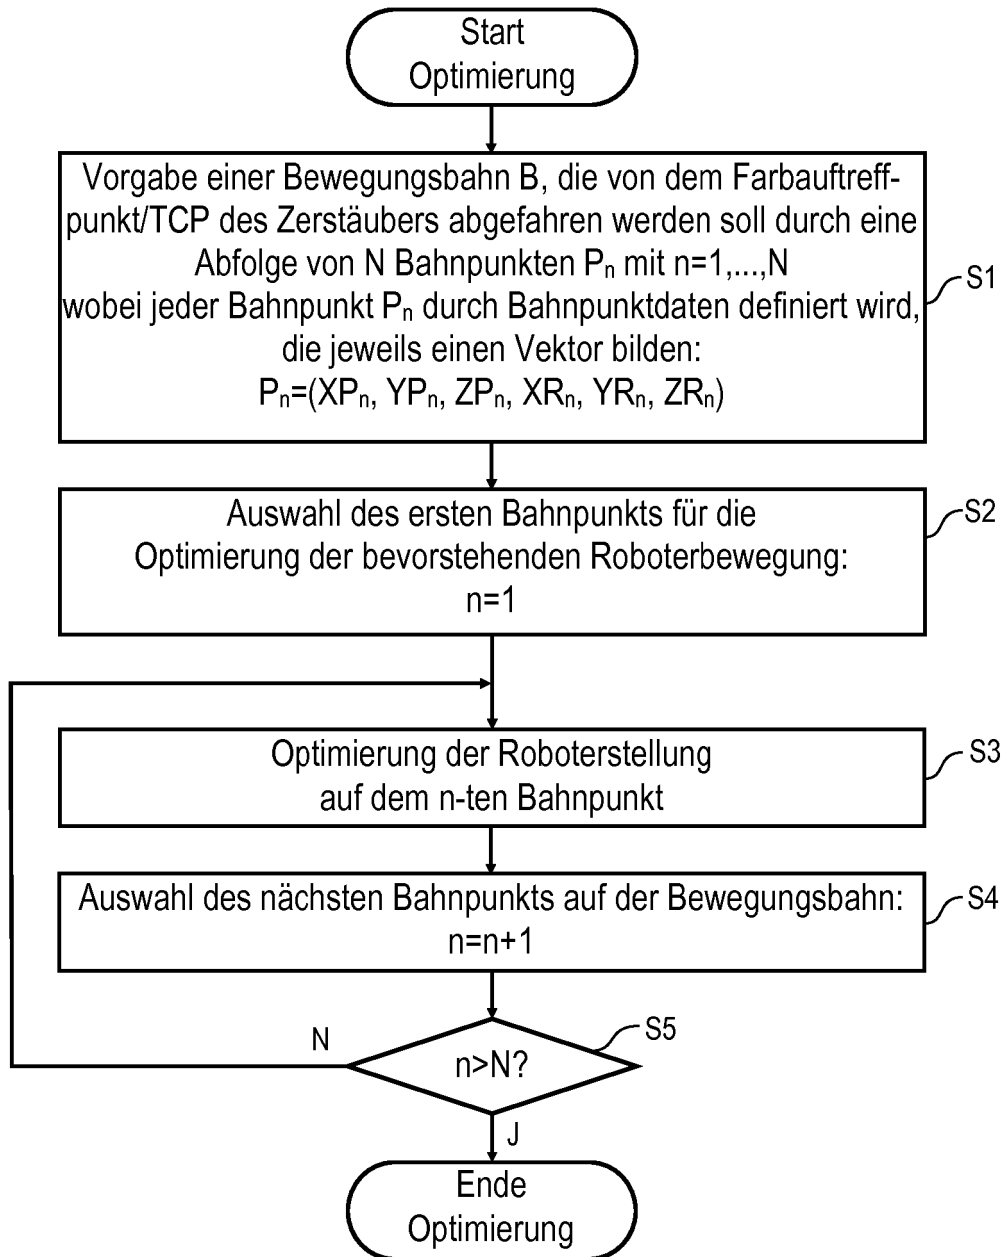 Start
Optimierung
Vorgabe einer Bewegungsbahn B, die von dem Farbauftreff-
punkt/TCP des Zerstäubers abgefahren werden soll durch eine
Abfolge von N Bahnpunkten Pₙ mit n=1,...,N
wobei jeder Bahnpunkt Pₙ durch Bahnpunktdaten definiert wird,
die jeweils einen Vektor bilden:
Pₙ=(XPₙ, YPₙ, ZPₙ, XRₙ, YRₙ, ZRₙ)
S1
Auswahl des ersten Bahnpunkts für die
Optimierung der bevorstehenden Roboterbewegung:
n=1
S2
Optimierung der Roboterstellung
auf dem n-ten Bahnpunkt
S3
Auswahl des nächsten Bahnpunkts auf der Bewegungsbahn:
n=n+1
S4
N
n>N?
S5
J
Ende
Optimierung